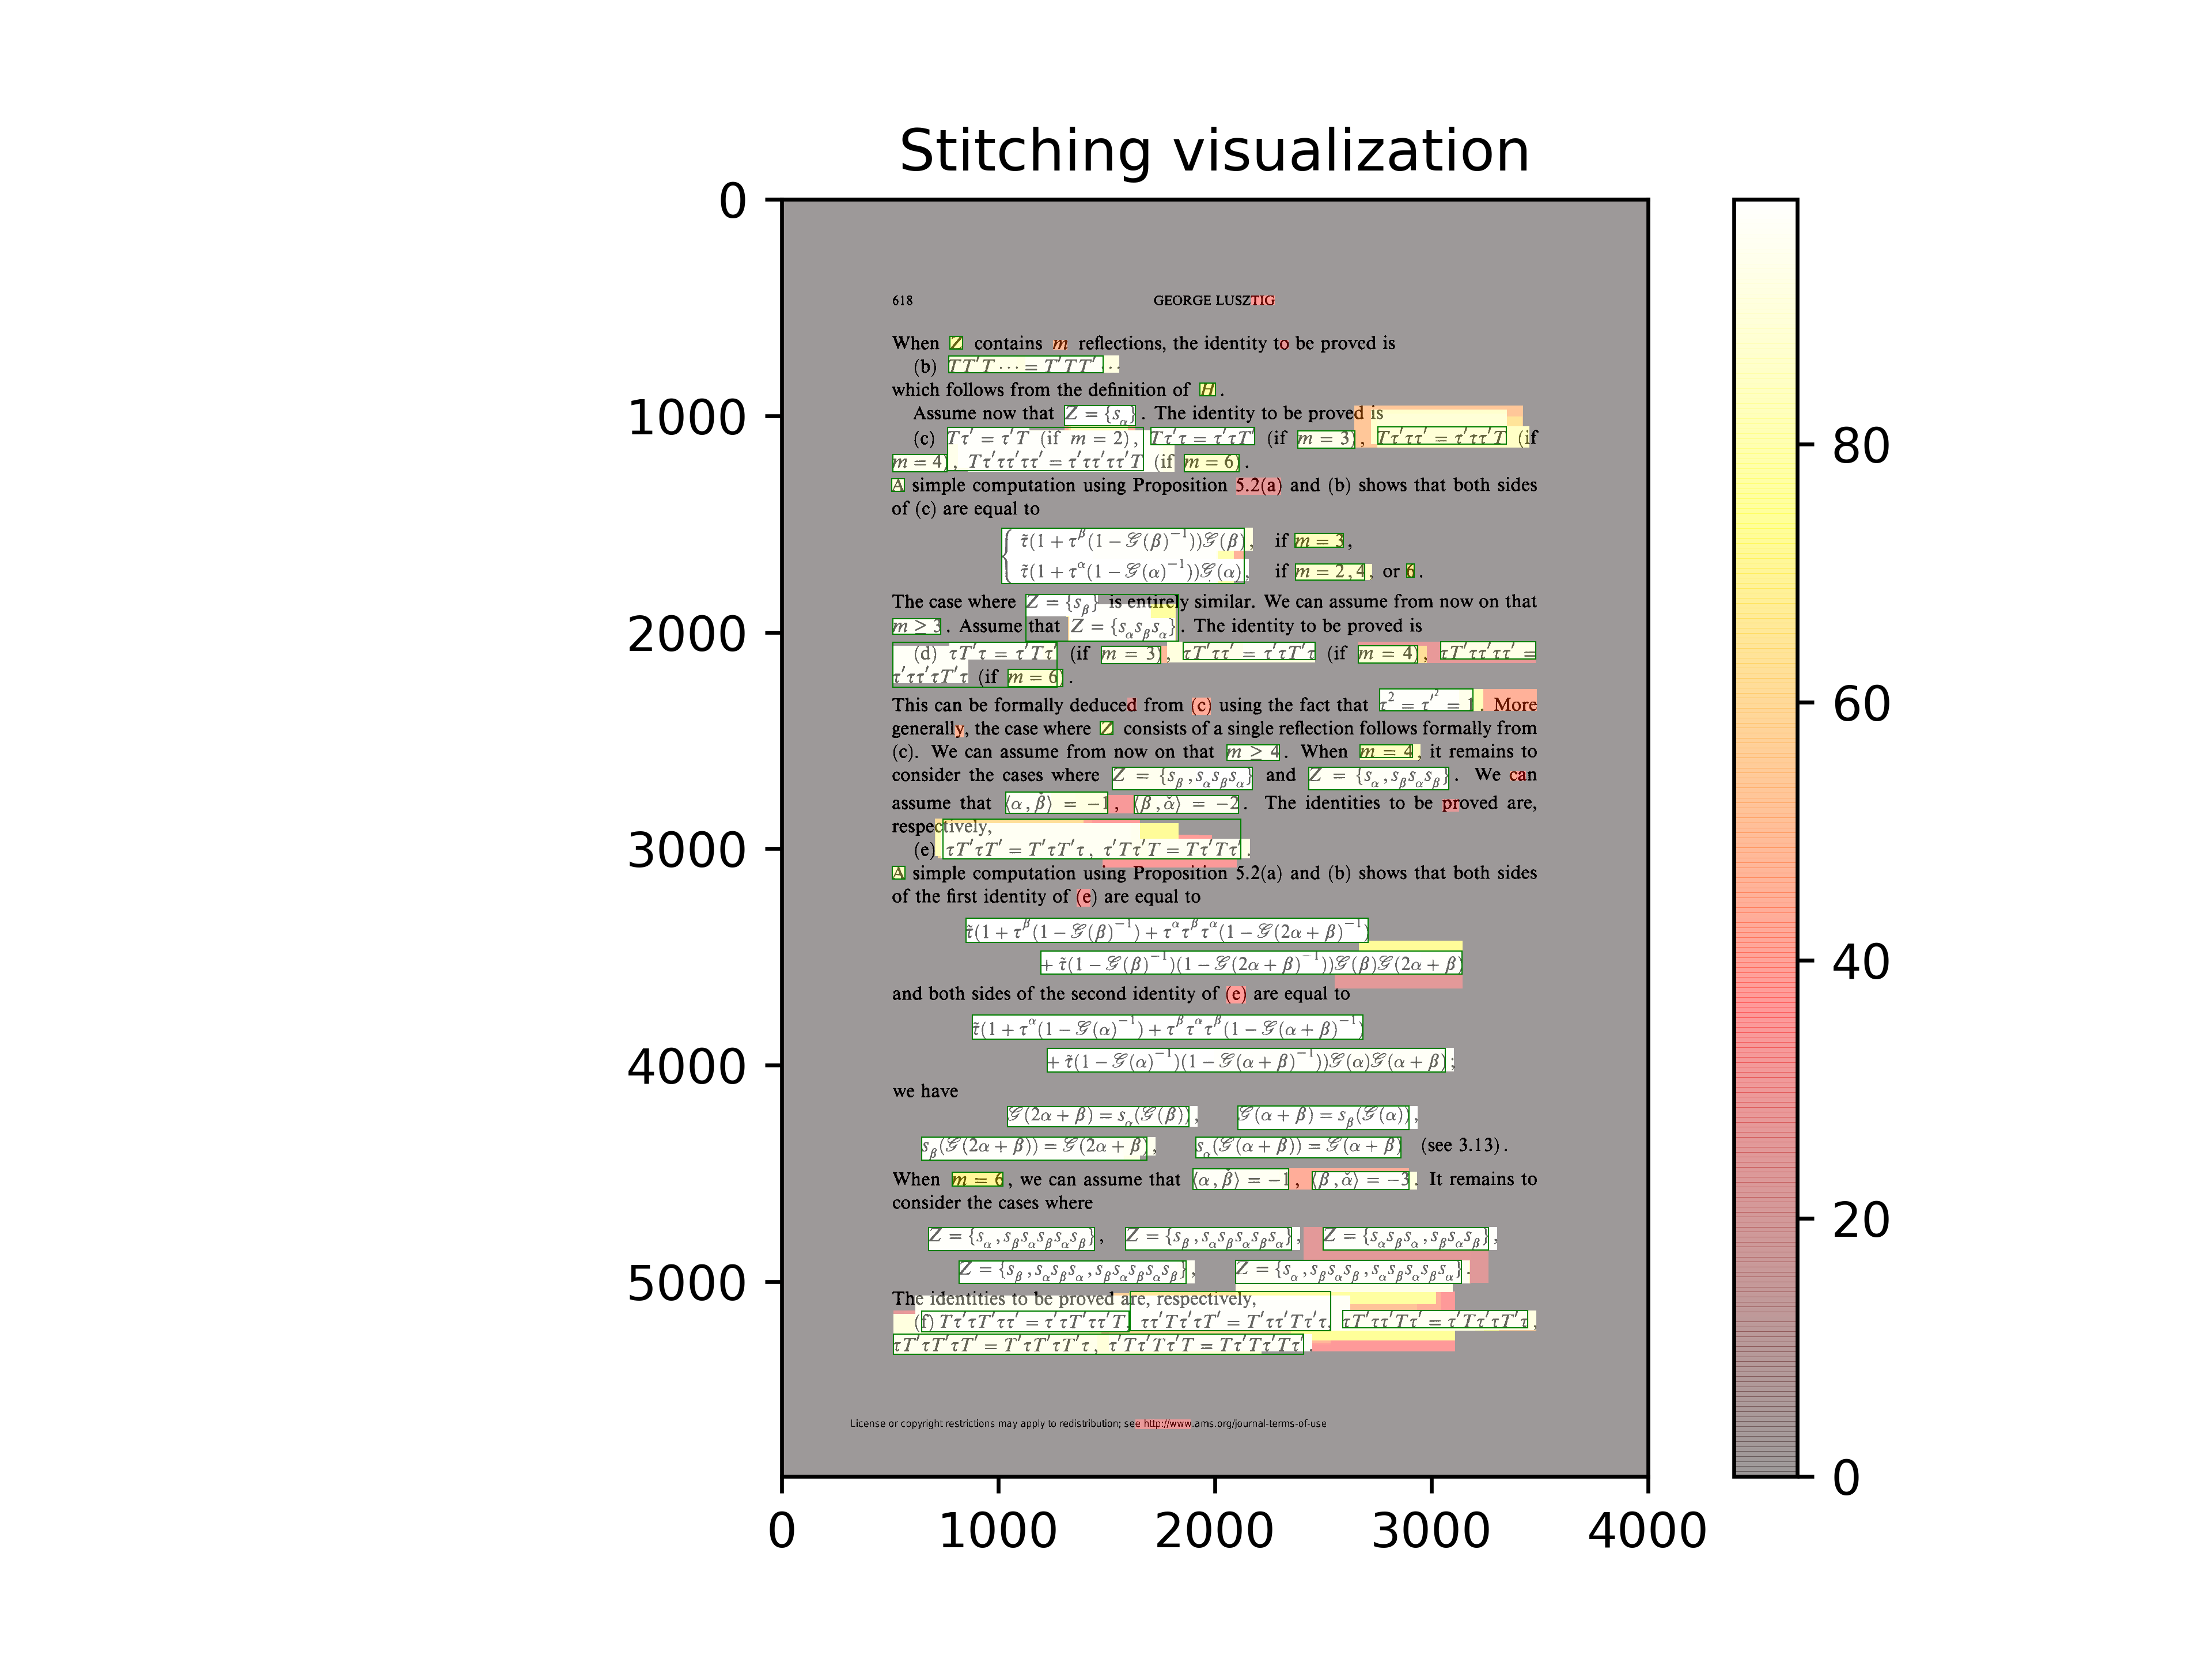 Stitching visualization
0
1000
2000
3000
4000
5000
0 1000 2000 3000 4000
80
60
40
20
0
618 GEORGE LUSZTIG
When Z contains m reflections, the identity to be proved is
(b) TT′T ⋯ = T′TT′ ⋯
which follows from the definition of H.
Assume now that Z = {s_α}. The identity to be proved is
(c) Tτ′ = τ′T (if m = 2), Tτ′τ = τ′τT′ (if m = 3), Tτ′ττ′ = τ′ττ′T (if
m = 4), Tτ′ττ′ττ′ = τ′ττ′ττ′T (if m = 6).
A simple computation using Proposition 5.2(a) and (b) shows that both sides
of (c) are equal to
{ τ̃(1 + τ^β(1 − 𝒢(β)^−1))𝒢(β), if m = 3,
τ̃(1 + τ^α(1 − 𝒢(α)^−1))𝒢(α), if m = 2, 4, or 6.
The case where Z = {s_β} is entirely similar. We can assume from now on that
m ≥ 3. Assume that Z = {s_α s_β s_α}. The identity to be proved is
(d) τT′τ = τ′Tτ′ (if m = 3), τT′ττ′ = τ′τT′τ (if m = 4), τT′ττ′ττ′ =
τ′ττ′τT′τ (if m = 6).
This can be formally deduced from (c) using the fact that τ^2 = τ′^2 = 1. More
generally, the case where Z consists of a single reflection follows formally from
(c). We can assume from now on that m ≥ 4. When m = 4, it remains to
consider the cases where Z = {s_β, s_α s_β s_α} and Z = {s_α, s_β s_α s_β}. We can
assume that ⟨α, β̌⟩ = −1, ⟨β, α̌⟩ = −2. The identities to be proved are,
respectively,
(e) τT′τT′ = T′τT′τ, τ′Tτ′T = Tτ′Tτ′.
A simple computation using Proposition 5.2(a) and (b) shows that both sides
of the first identity of (e) are equal to
τ̃(1 + τ^β(1 − 𝒢(β)^−1) + τ^α τ^β τ^α(1 − 𝒢(2α + β)^−1)
+ τ̃(1 − 𝒢(β)^−1)(1 − 𝒢(2α + β)^−1))𝒢(β)𝒢(2α + β)
and both sides of the second identity of (e) are equal to
τ̃(1 + τ^α(1 − 𝒢(α)^−1) + τ^β τ^α τ^β(1 − 𝒢(α + β)^−1)
+ τ̃(1 − 𝒢(α)^−1)(1 − 𝒢(α + β)^−1))𝒢(α)𝒢(α + β);
we have
𝒢(2α + β) = s_α(𝒢(β)), 𝒢(α + β) = s_β(𝒢(α)),
s_β(𝒢(2α + β)) = 𝒢(2α + β), s_α(𝒢(α + β)) = 𝒢(α + β) (see 3.13).
When m = 6, we can assume that ⟨α, β̌⟩ = −1, ⟨β, α̌⟩ = −3. It remains to
consider the cases where
Z = {s_α, s_β s_α s_β s_α s_β}, Z = {s_β, s_α s_β s_α s_β s_α}, Z = {s_α s_β s_α, s_β s_α s_β},
Z = {s_β, s_α s_β s_α, s_β s_α s_β s_α s_β}, Z = {s_α, s_β s_α s_β, s_α s_β s_α s_β s_α}.
The identities to be proved are, respectively,
(f) Tτ′τT′ττ′ = τ′τT′ττ′T, ττ′Tτ′τT′ = T′ττ′Tτ′τ, τT′ττ′Tτ′ = τ′Tτ′τT′τ,
τT′τT′τT′ = T′τT′τT′τ, τ′Tτ′Tτ′T = Tτ′Tτ′Tτ′.
License or copyright restrictions may apply to redistribution; see http://www.ams.org/journal-terms-of-use